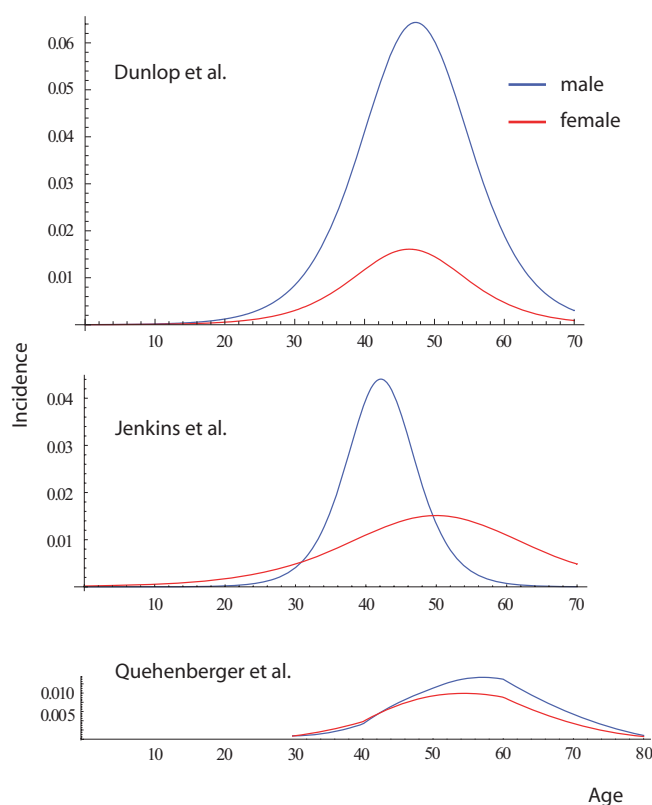 0.06
Dunlop et al.
male
0.05
female
0.04
0.03
0.02
0.01
10 20 30 40 50 60 70
Incidence
0.04
Jenkins et al.
0.03
0.02
0.01
10 20 30 40 50 60 70
Quehenberger et al.
0.010
0.005
10 20 30 40 50 60 70 80
Age